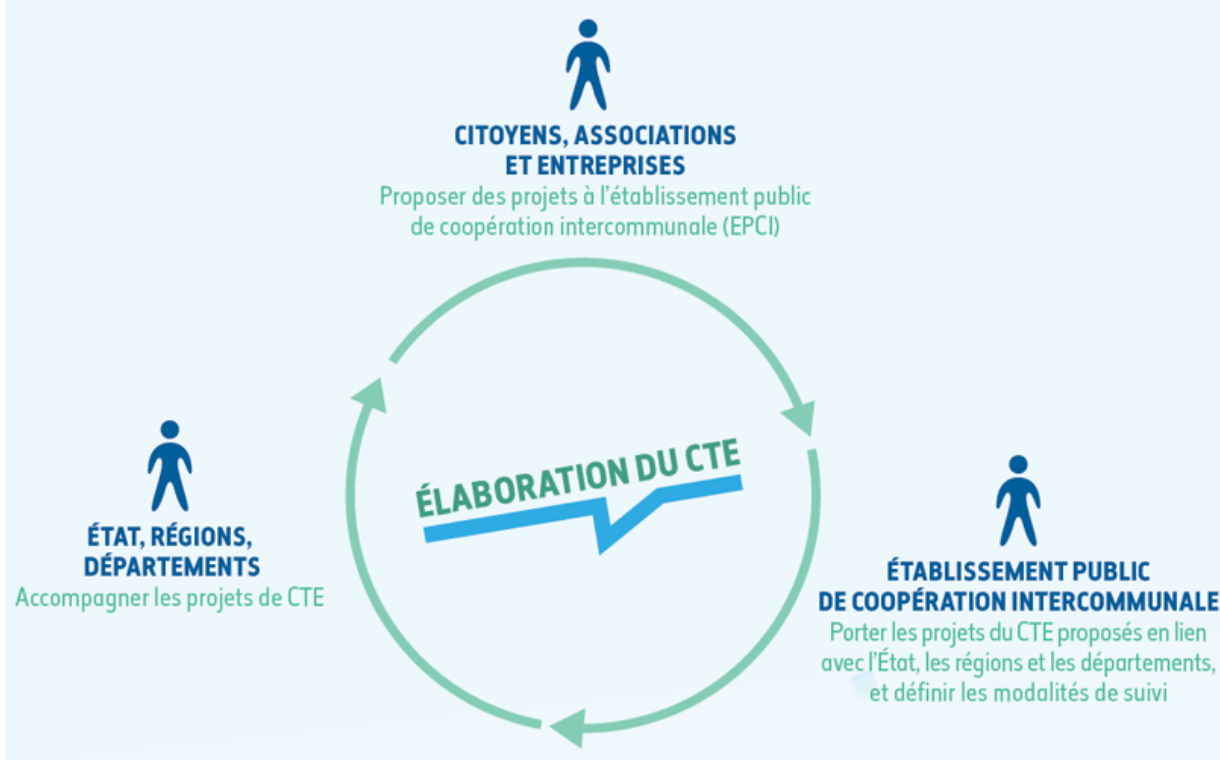 CITOYENS, ASSOCIATIONS
ET ENTREPRISES
Proposer des projets à l'établissement public
de coopération intercommunale (EPCI)
ÉLABORATION DU CTE
ÉTAT, RÉGIONS,
DÉPARTEMENTS
Accompagner les projets de CTE
ÉTABLISSEMENT PUBLIC
DE COOPÉRATION INTERCOMMUNALE
Porter les projets du CTE proposés en lien
avec l'État, les régions et les départements,
et définir les modalités de suivi